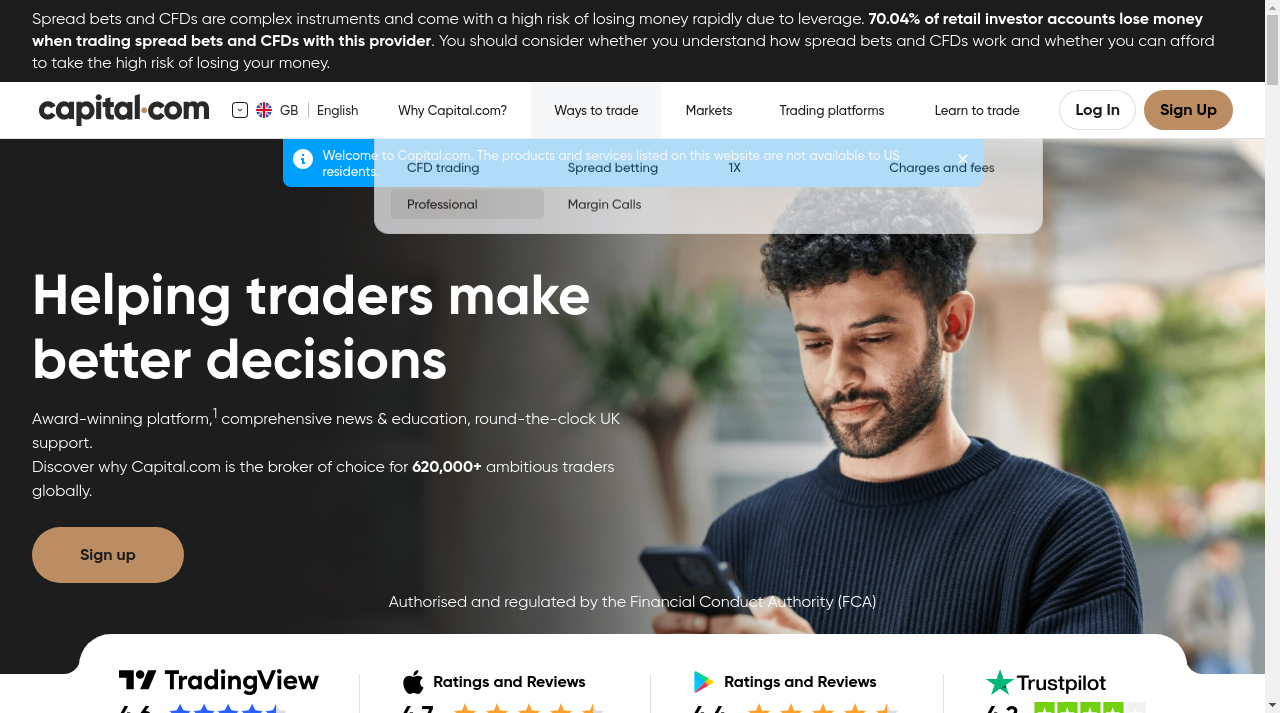 Spread bets and CFDs are complex instruments and come with a high risk of losing money rapidly due to leverage. 70.04% of retail investor accounts lose money
when trading spread bets and CFDs with this provider. You should consider whether you understand how spread bets and CFDs work and whether you can afford
to take the high risk of losing your money.
capital.com GB English Why Capital.com? Ways to trade Markets Trading platforms Learn to trade Log In Sign Up
Welcome to Capital.com. The products and services listed on this website are not available to US
residents.
CFD trading Spread betting 1X Charges and fees
Professional Margin Calls
Helping traders make
better decisions
Award-winning platform,1 comprehensive news & education, round-the-clock UK
support.
Discover why Capital.com is the broker of choice for 620,000+ ambitious traders
globally.
Sign up
Authorised and regulated by the Financial Conduct Authority (FCA)
TradingView Ratings and Reviews Ratings and Reviews Trustpilot